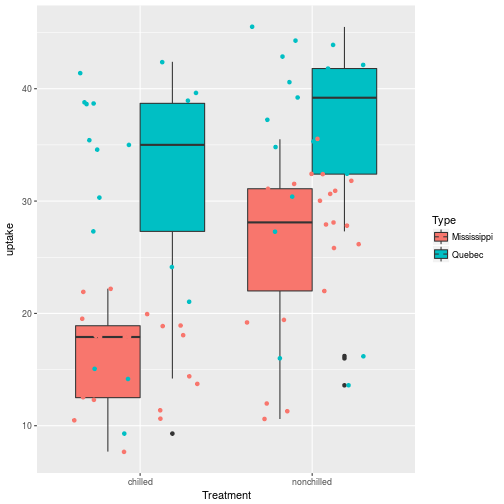 40
30
20
10
uptake
chilled
nonchilled
Treatment
Type
Mississippi
Quebec